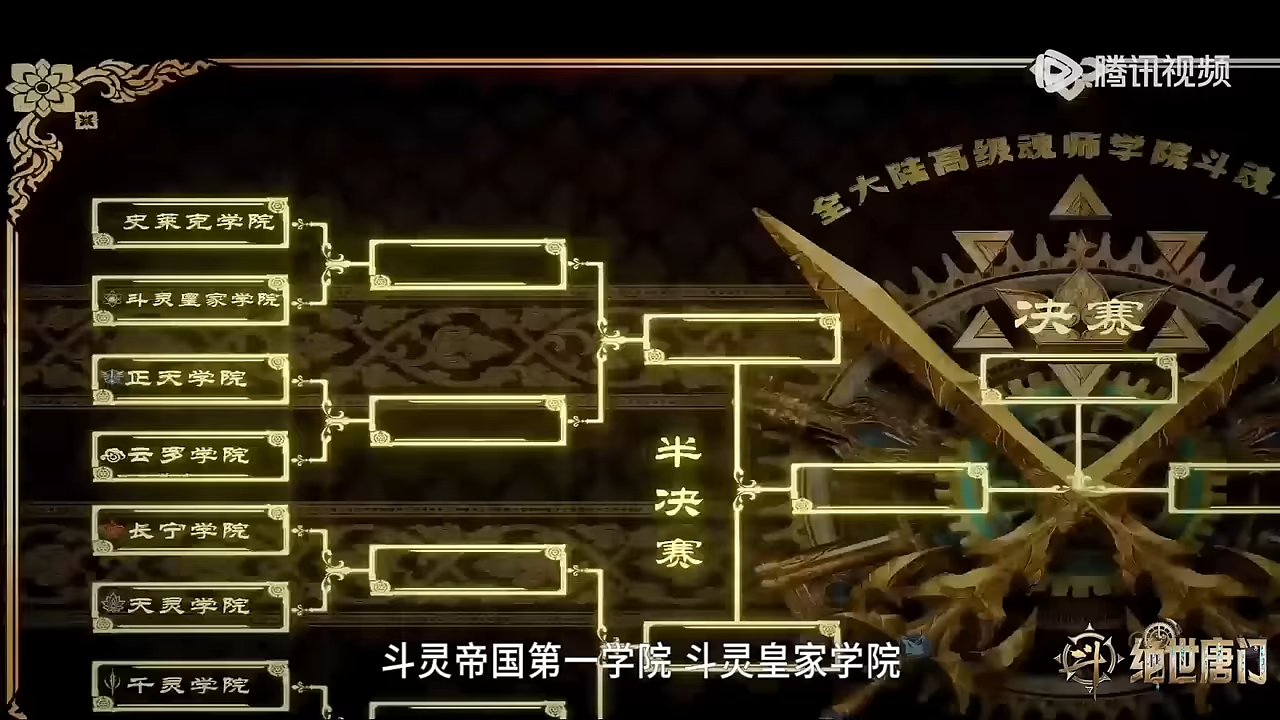 腾讯视频
全大陆高级魂师学院斗魂
史莱克学院
斗灵皇家学院
正天学院
云罗学院
长宁学院
天灵学院
千灵学院
半决赛
决赛
斗灵帝国第一学院 斗灵皇家学院
斗
绝世唐门